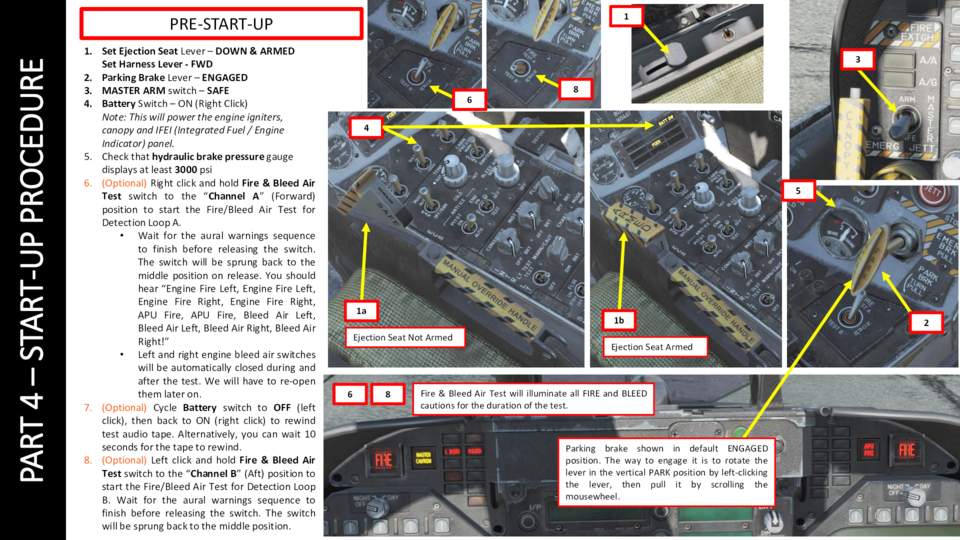 PART 4 – START-UP PROCEDURE
PRE-START-UP
1. Set Ejection Seat Lever – DOWN & ARMED
Set Harness Lever - FWD
2. Parking Brake Lever – ENGAGED
3. MASTER ARM switch – SAFE
4. Battery Switch – ON (Right Click)
Note: This will power the engine igniters,
canopy and IFEI (Integrated Fuel / Engine
Indicator) panel.
5. Check that hydraulic brake pressure gauge
displays at least 3000 psi
6. (Optional) Right click and hold Fire & Bleed Air
Test switch to the “Channel A” (Forward)
position to start the Fire/Bleed Air Test for
Detection Loop A.
• Wait for the aural warnings sequence
to finish before releasing the switch.
The switch will be sprung back to the
middle position on release. You should
hear “Engine Fire Left, Engine Fire Left,
Engine Fire Right, Engine Fire Right,
APU Fire, APU Fire, Bleed Air Left,
Bleed Air Left, Bleed Air Right, Bleed Air
Right!”
• Left and right engine bleed air switches
will be automatically closed during and
after the test. We will have to re-open
them later on.
7. (Optional) Cycle Battery switch to OFF (left
click), then back to ON (right click) to rewind
test audio tape. Alternatively, you can wait 10
seconds for the tape to rewind.
8. (Optional) Left click and hold Fire & Bleed Air
Test switch to the “Channel B” (Aft) position to
start the Fire/Bleed Air Test for Detection Loop
B. Wait for the aural warnings sequence to
finish before releasing the switch. The switch
will be sprung back to the middle position.
6
8
1
3
FIRE
EXTGH
A/A
A/G
ARM
MASTER
CANOPY
EMERG JETT
4
BATT SW
MANUAL OVERRIDE HANDLE
1a
Ejection Seat Not Armed
MANUAL OVERRIDE HANDLE
1b
Ejection Seat Armed
5
JETT
EMER
BRK
PULL
PARK
BRK
TURN
PULL
2
6
8
Fire & Bleed Air Test will illuminate all FIRE and BLEED
cautions for the duration of the test.
FIRE
MASTER
CAUTION
APU
FIRE
FIRE
Parking brake shown in default ENGAGED
position. The way to engage it is to rotate the
lever in the vertical PARK position by left-clicking
the lever, then pull it by scrolling the
mousewheel.
NIGHT
DAY
OFF
I/P
NIGHT
DAY
OFF